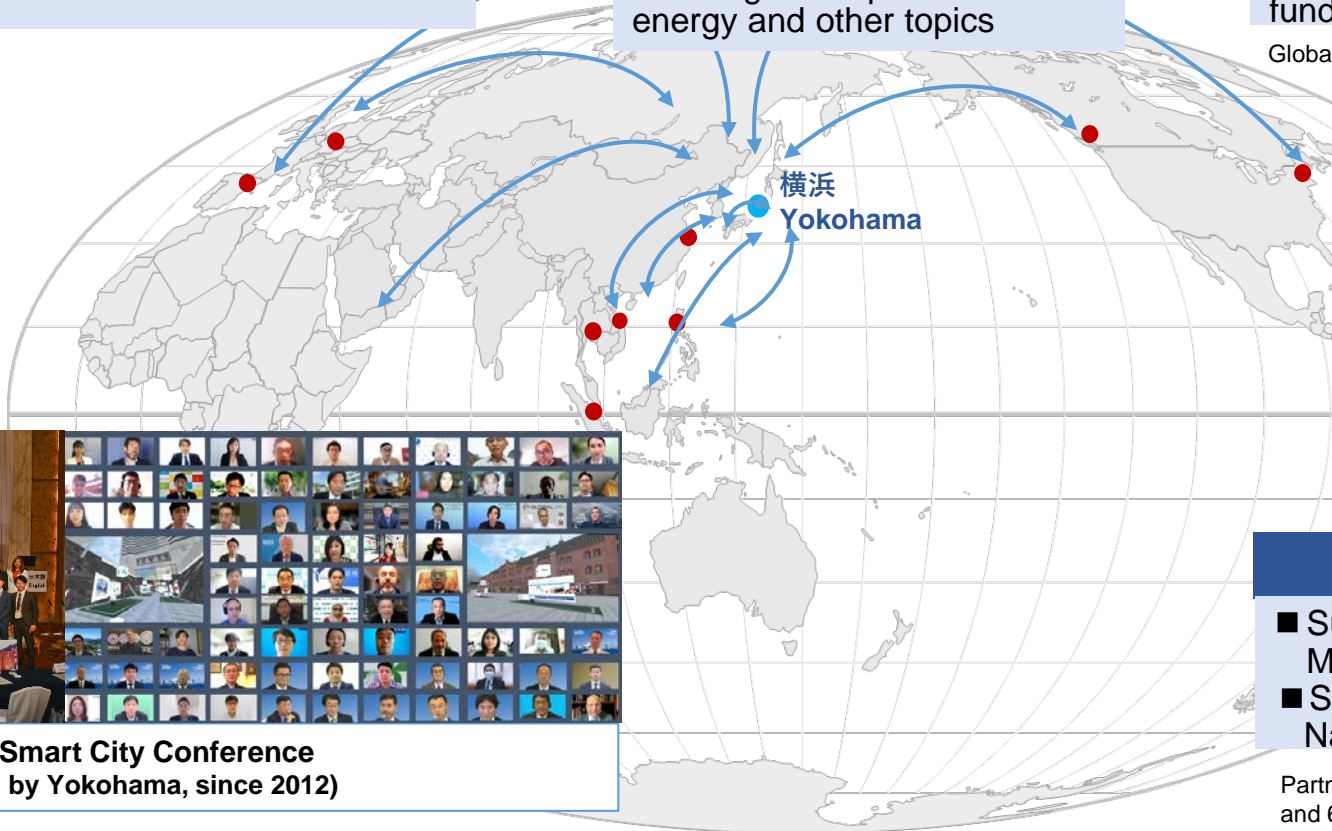 energy and other topics
fund
Globa
横浜
Yokohama
Smart City Conference
by Yokohama, since 2012)
■ S
M
■ S
Na
Partn
and 6